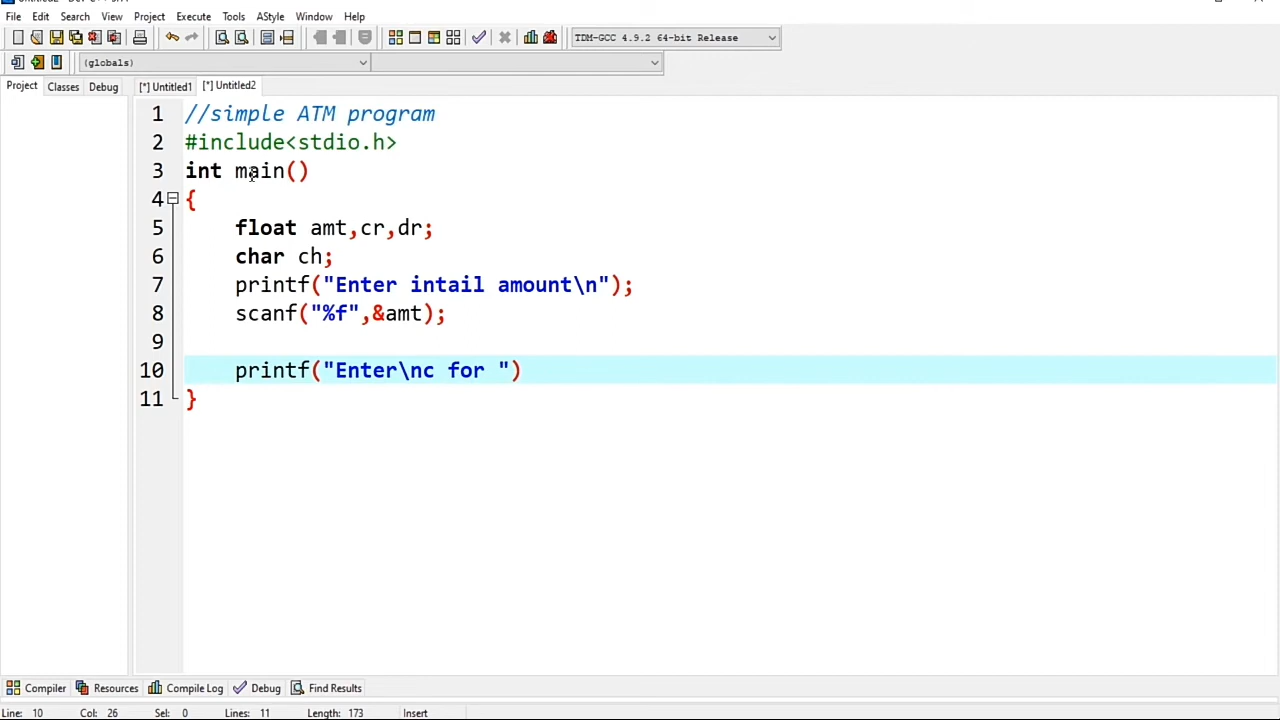 File Edit Search View Project Execute Tools AStyle Window Help
TDM-GCC 4.9.2 64-bit Release
(globals)
Project Classes Debug [*] Untitled1 [*] Untitled2
1 //simple ATM program
2 #include<stdio.h>
3 int main()
4 {
5 float amt,cr,dr;
6 char ch;
7 printf("Enter intail amount\n");
8 scanf("%f",&amt);
9
10 printf("Enter\nc for ")
11 }
Compiler Resources Compile Log Debug Find Results
Line: 10 Col: 26 Sel: 0 Lines: 11 Length: 173 Insert